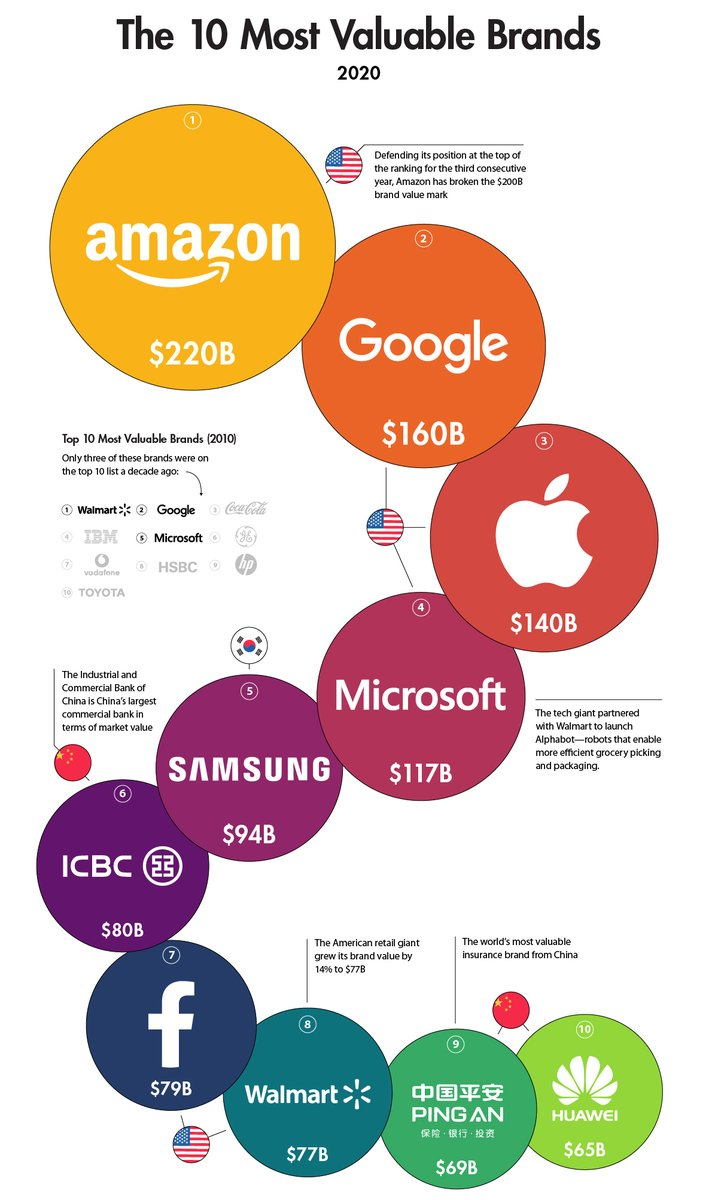 The 10 Most Valuable Brands
2020
1
amazon
$220B
Defending its position at the top of
the ranking for the third consecutive
year, Amazon has broken the $200B
brand value mark
2
Google
$160B
3
$140B
Top 10 Most Valuable Brands (2010)
Only three of these brands were on
the top 10 list a decade ago:
1 Walmart 2 Google 3 Coca-Cola
4 IBM 5 Microsoft 6 GE
7 vodafone 8 HSBC 9 hp
10 TOYOTA
4
Microsoft
$117B
The tech giant partnered
with Walmart to launch
Alphabot—robots that enable
more efficient grocery picking
and packaging.
5
SAMSUNG
$94B
The Industrial and
Commercial Bank of
China is China's largest
commercial bank in
terms of market value
6
ICBC
$80B
7
f
$79B
The American retail giant
grew its brand value by
14% to $77B
8
Walmart
$77B
The world's most valuable
insurance brand from China
9
中国平安
PING AN
保险·银行·投资
$69B
10
HUAWEI
$65B